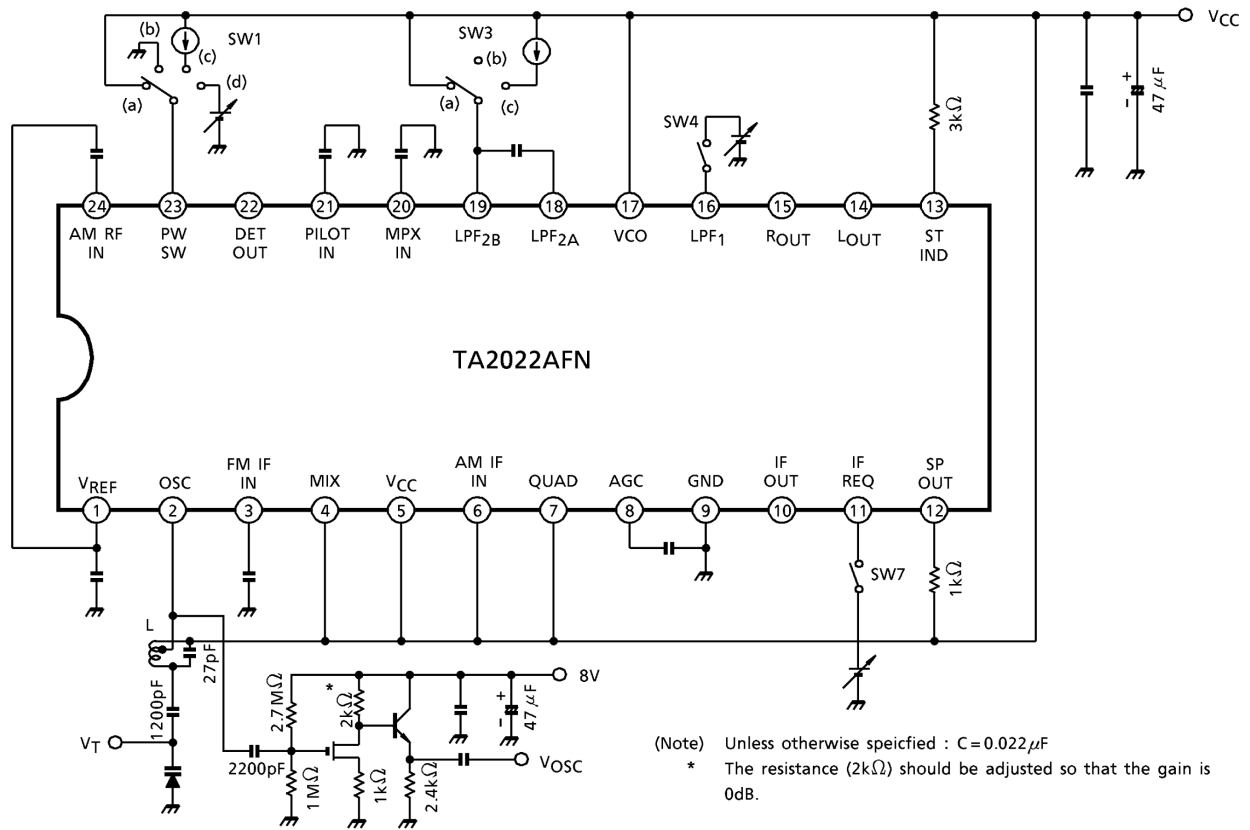 VCC
(b)
SW1
(c)
(d)
(a)
SW3
(b)
(a)
(c)
SW4
3kΩ
47μF
+
-
24
23
22
21
20
19
18
17
16
15
14
13
AM RF IN
PW SW
DET OUT
PILOT IN
MPX IN
LPF2B
LPF2A
VCO
LPF1
ROUT
LOUT
ST IND
TA2022AFN
VREF
OSC
FM IF IN
MIX
VCC
AM IF IN
QUAD
AGC
GND
IF OUT
IF REQ
SP OUT
1
2
3
4
5
6
7
8
9
10
11
12
SW7
1kΩ
L
27pF
1200pF
VT
2200pF
2.7MΩ
1MΩ
*
2kΩ
1kΩ
2.4kΩ
8V
+
-
47μF
VOSC
(Note) Unless otherwise speicfied : C=0.022μF
* The resistance (2kΩ) should be adjusted so that the gain is
0dB.